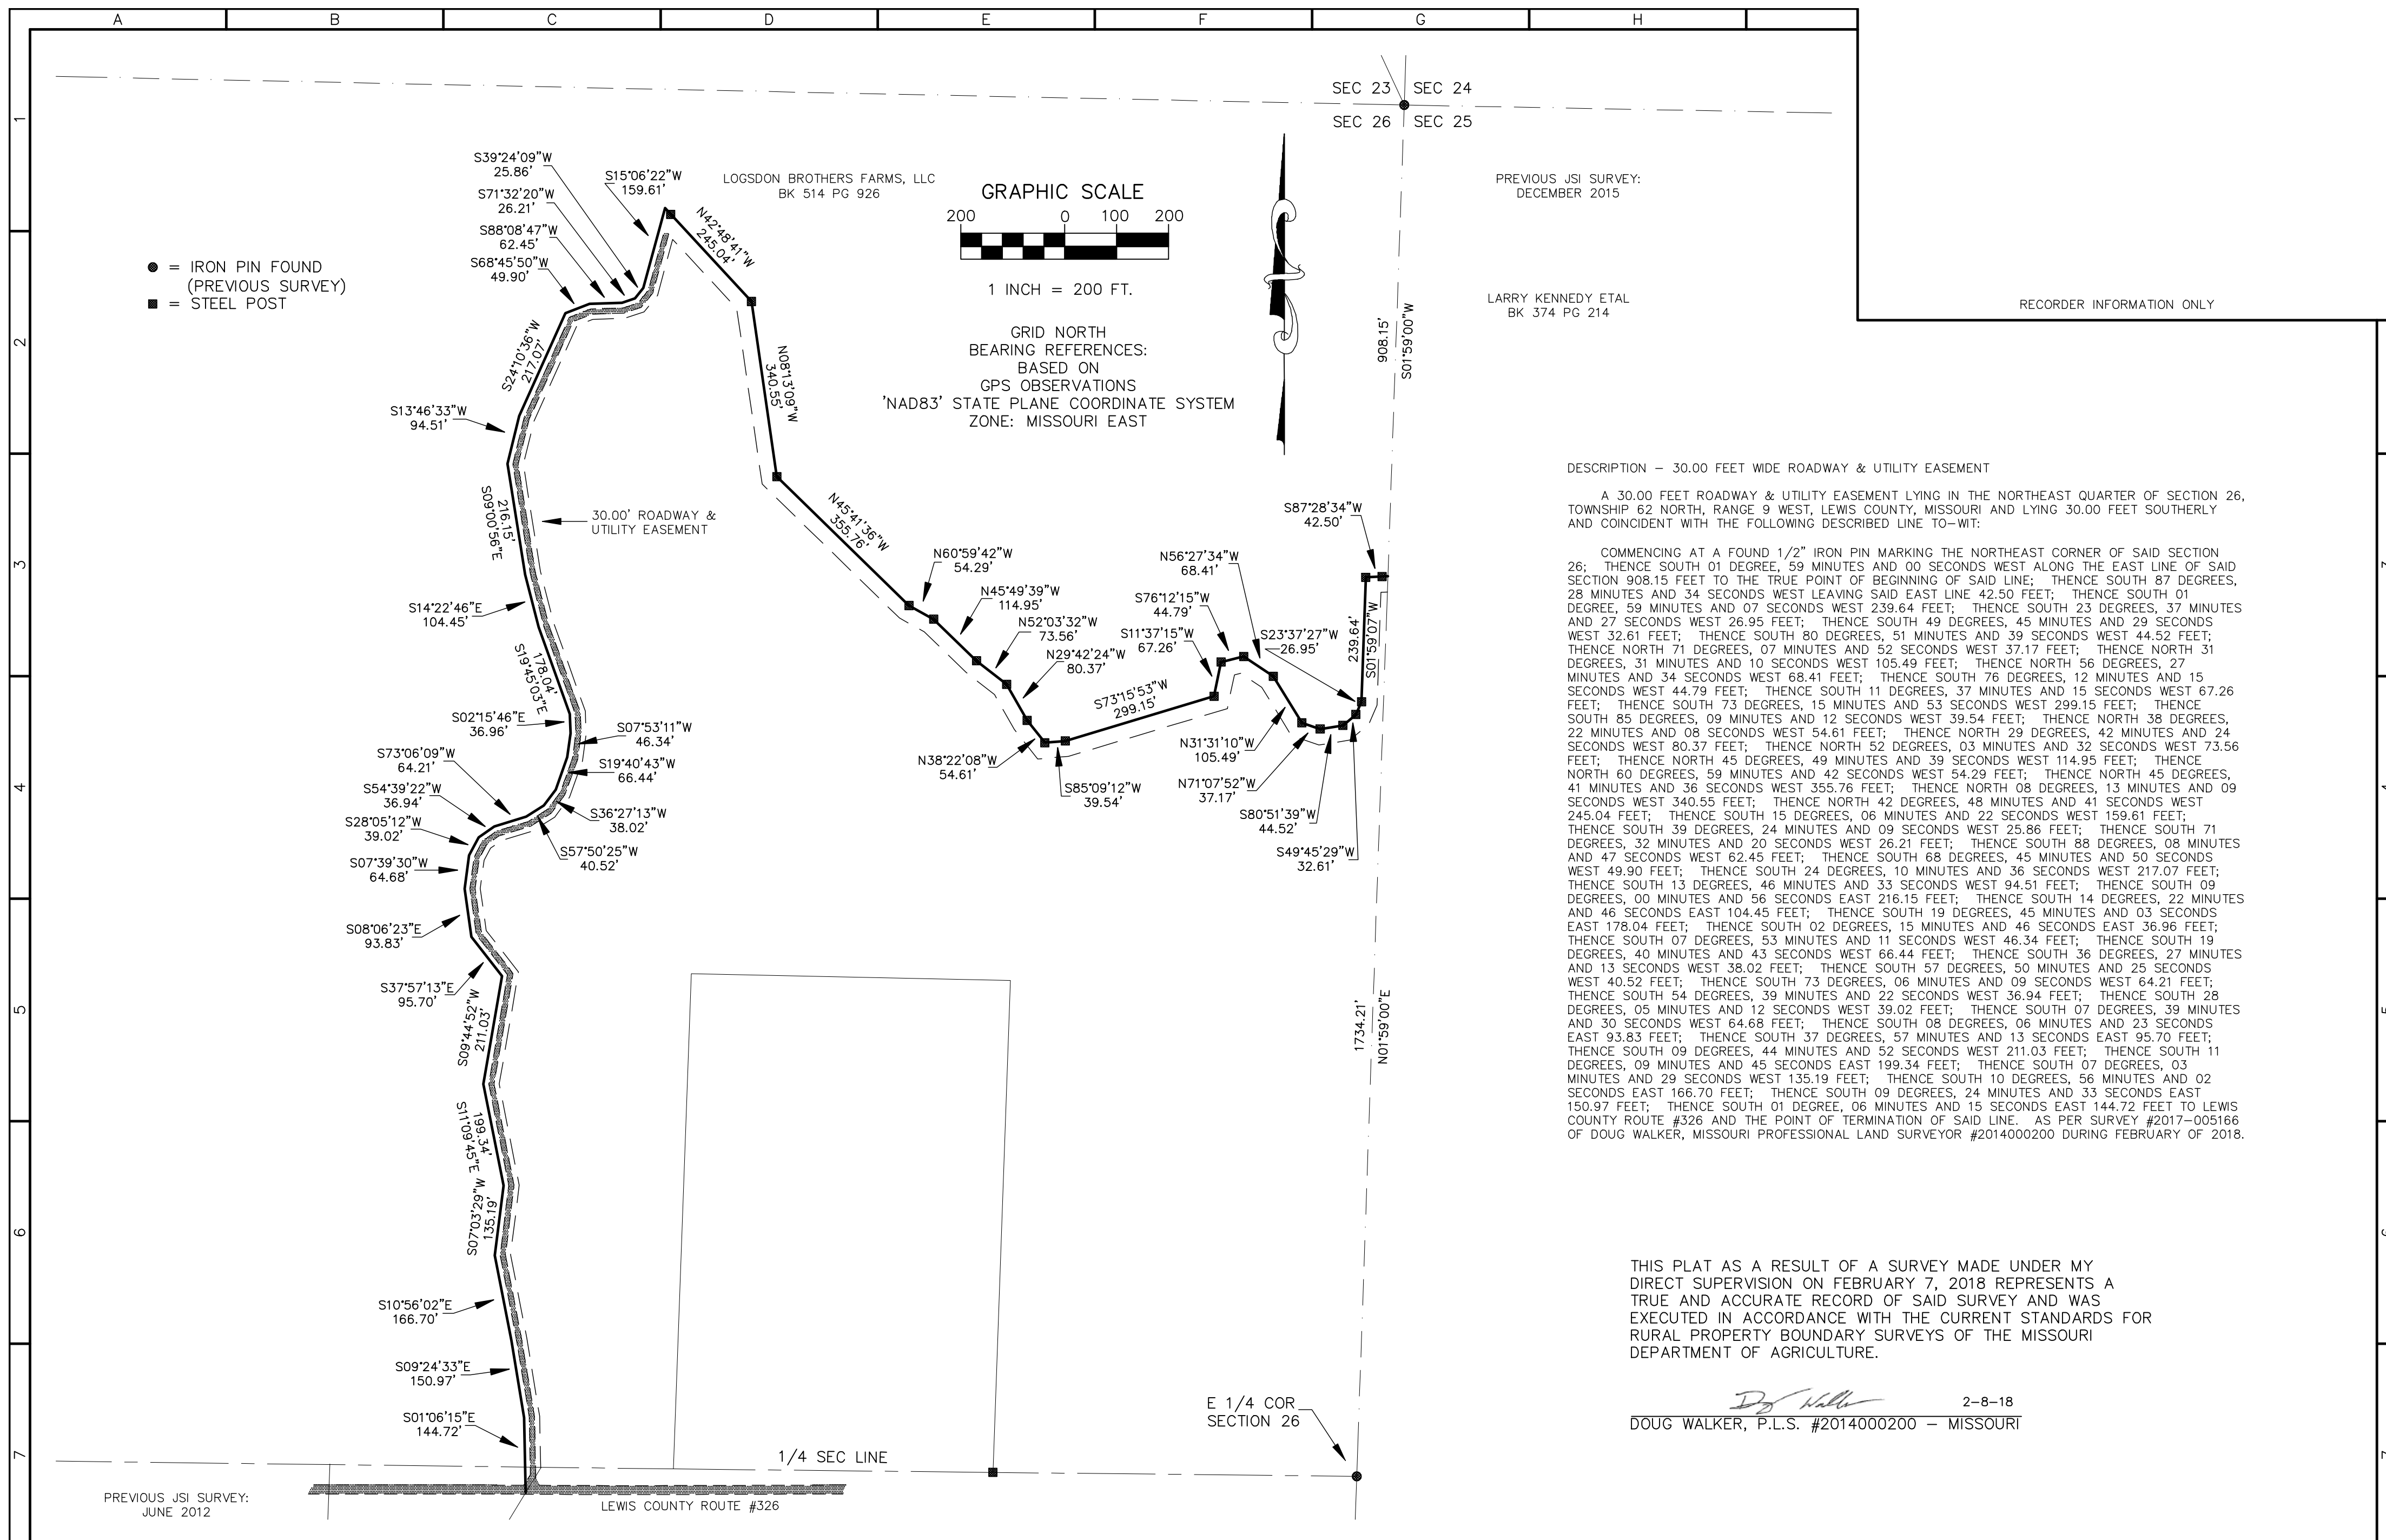 A
B
C
D
E
F
G
H
1
2
3
4
5
6
7
SEC 23
SEC 24
SEC 26
SEC 25
S39°24'09"W
25.86'
S71°32'20"W
26.21'
S88°08'47"W
62.45'
S68°45'50"W
49.90'
S15°06'22"W
159.61'
LOGSDON BROTHERS FARMS, LLC
BK 514 PG 926
N42°48'41"W
245.04'
GRAPHIC SCALE
200 0 200
1 INCH = 200 FT.
GRID NORTH
BEARING REFERENCES:
BASED ON
GPS OBSERVATIONS
'NAD83' STATE PLANE COORDINATE SYSTEM
ZONE: MISSOURI EAST
PREVIOUS JSI SURVEY:
DECEMBER 2015
LARRY KENNEDY ETAL
BK 374 PG 214
908.15'
S01°59'00"W
RECORDER INFORMATION ONLY
= IRON PIN FOUND
(PREVIOUS SURVEY)
= STEEL POST
S24°10'36"W
217.07'
N08°13'09"W
340.55'
S13°46'33"W
94.51'
216.15'
S09°00'56"E
30.00' ROADWAY &
UTILITY EASEMENT
N45°41'36"W
355.76'
N60°59'42"W
54.29'
N45°49'39"W
114.95'
N52°03'32"W
73.56'
N29°42'24"W
80.37'
N38°22'08"W
54.61'
S85°09'12"W
39.54'
S73°15'53"W
299.15'
S11°37'15"W
67.26'
S76°12'15"W
44.79'
N56°27'34"W
68.41'
S87°28'34"W
42.50'
S23°37'27"W
26.95'
239.64'
S01°59'07"W
N31°31'10"W
105.49'
N71°07'52"W
37.17'
S80°51'39"W
44.52'
S49°45'29"W
32.61'
S14°22'46"E
104.45'
178.04'
S19°45'03"E
S02°15'46"E
36.96'
S07°53'11"W
46.34'
S73°06'09"W
64.21'
S19°40'43"W
66.44'
S54°39'22"W
36.94'
S36°27'13"W
38.02'
S28°05'12"W
39.02'
S57°50'25"W
40.52'
S07°39'30"W
64.68'
S08°06'23"E
93.83'
S37°57'13"E
95.70'
S09°44'52"W
211.03'
199.34'
S11°09'45"E
S07°03'29"W
135.19'
S10°56'02"E
166.70'
S09°24'33"E
150.97'
S01°06'15"E
144.72'
1734.21'
N01°59'00"E
E 1/4 COR
SECTION 26
1/4 SEC LINE
LEWIS COUNTY ROUTE #326
PREVIOUS JSI SURVEY:
JUNE 2012
DESCRIPTION – 30.00 FEET WIDE ROADWAY & UTILITY EASEMENT
A 30.00 FEET ROADWAY & UTILITY EASEMENT LYING IN THE NORTHEAST QUARTER OF SECTION 26,
TOWNSHIP 62 NORTH, RANGE 9 WEST, LEWIS COUNTY, MISSOURI AND LYING 30.00 FEET SOUTHERLY
AND COINCIDENT WITH THE FOLLOWING DESCRIBED LINE TO–WIT:
COMMENCING AT A FOUND 1/2" IRON PIN MARKING THE NORTHEAST CORNER OF SAID SECTION
26; THENCE SOUTH 01 DEGREE, 59 MINUTES AND 00 SECONDS WEST ALONG THE EAST LINE OF SAID
SECTION 908.15 FEET TO THE TRUE POINT OF BEGINNING OF SAID LINE; THENCE SOUTH 87 DEGREES,
28 MINUTES AND 34 SECONDS WEST LEAVING SAID EAST LINE 42.50 FEET; THENCE SOUTH 01
DEGREE, 59 MINUTES AND 07 SECONDS WEST 239.64 FEET; THENCE SOUTH 23 DEGREES, 37 MINUTES
AND 27 SECONDS WEST 26.95 FEET; THENCE SOUTH 49 DEGREES, 45 MINUTES AND 29 SECONDS
WEST 32.61 FEET; THENCE SOUTH 80 DEGREES, 51 MINUTES AND 39 SECONDS WEST 44.52 FEET;
THENCE NORTH 71 DEGREES, 07 MINUTES AND 52 SECONDS WEST 37.17 FEET; THENCE NORTH 31
DEGREES, 31 MINUTES AND 10 SECONDS WEST 105.49 FEET; THENCE NORTH 56 DEGREES, 27
MINUTES AND 34 SECONDS WEST 68.41 FEET; THENCE SOUTH 76 DEGREES, 12 MINUTES AND 15
SECONDS WEST 44.79 FEET; THENCE SOUTH 11 DEGREES, 37 MINUTES AND 15 SECONDS WEST 67.26
FEET; THENCE SOUTH 73 DEGREES, 15 MINUTES AND 53 SECONDS WEST 299.15 FEET; THENCE
SOUTH 85 DEGREES, 09 MINUTES AND 12 SECONDS WEST 39.54 FEET; THENCE NORTH 38 DEGREES,
22 MINUTES AND 08 SECONDS WEST 54.61 FEET; THENCE NORTH 29 DEGREES, 42 MINUTES AND 24
SECONDS WEST 80.37 FEET; THENCE NORTH 52 DEGREES, 03 MINUTES AND 32 SECONDS WEST 73.56
FEET; THENCE NORTH 45 DEGREES, 49 MINUTES AND 39 SECONDS WEST 114.95 FEET; THENCE
NORTH 60 DEGREES, 59 MINUTES AND 42 SECONDS WEST 54.29 FEET; THENCE NORTH 45 DEGREES,
41 MINUTES AND 36 SECONDS WEST 355.76 FEET; THENCE NORTH 08 DEGREES, 13 MINUTES AND 09
SECONDS WEST 340.55 FEET; THENCE NORTH 42 DEGREES, 48 MINUTES AND 41 SECONDS WEST
245.04 FEET; THENCE SOUTH 15 DEGREES, 06 MINUTES AND 22 SECONDS WEST 159.61 FEET;
THENCE SOUTH 39 DEGREES, 24 MINUTES AND 09 SECONDS WEST 25.86 FEET; THENCE SOUTH 71
DEGREES, 32 MINUTES AND 20 SECONDS WEST 26.21 FEET; THENCE SOUTH 88 DEGREES, 08 MINUTES
AND 47 SECONDS WEST 62.45 FEET; THENCE SOUTH 68 DEGREES, 45 MINUTES AND 50 SECONDS
WEST 49.90 FEET; THENCE SOUTH 24 DEGREES, 10 MINUTES AND 36 SECONDS WEST 217.07 FEET;
THENCE SOUTH 13 DEGREES, 46 MINUTES AND 33 SECONDS WEST 94.51 FEET; THENCE SOUTH 09
DEGREES, 00 MINUTES AND 56 SECONDS EAST 216.15 FEET; THENCE SOUTH 14 DEGREES, 22 MINUTES
AND 46 SECONDS EAST 104.45 FEET; THENCE SOUTH 19 DEGREES, 45 MINUTES AND 03 SECONDS
EAST 178.04 FEET; THENCE SOUTH 02 DEGREES, 15 MINUTES AND 46 SECONDS EAST 36.96 FEET;
THENCE SOUTH 07 DEGREES, 53 MINUTES AND 11 SECONDS WEST 46.34 FEET; THENCE SOUTH 19
DEGREES, 40 MINUTES AND 43 SECONDS WEST 66.44 FEET; THENCE SOUTH 36 DEGREES, 27 MINUTES
AND 13 SECONDS WEST 38.02 FEET; THENCE SOUTH 57 DEGREES, 50 MINUTES AND 25 SECONDS
WEST 40.52 FEET; THENCE SOUTH 73 DEGREES, 06 MINUTES AND 09 SECONDS WEST 64.21 FEET;
THENCE SOUTH 54 DEGREES, 39 MINUTES AND 22 SECONDS WEST 36.94 FEET; THENCE SOUTH 28
DEGREES, 05 MINUTES AND 12 SECONDS WEST 39.02 FEET; THENCE SOUTH 07 DEGREES, 39 MINUTES
AND 30 SECONDS WEST 64.68 FEET; THENCE SOUTH 08 DEGREES, 06 MINUTES AND 23 SECONDS
EAST 93.83 FEET; THENCE SOUTH 37 DEGREES, 57 MINUTES AND 13 SECONDS EAST 95.70 FEET;
THENCE SOUTH 09 DEGREES, 44 MINUTES AND 52 SECONDS WEST 211.03 FEET; THENCE SOUTH 11
DEGREES, 09 MINUTES AND 45 SECONDS EAST 199.34 FEET; THENCE SOUTH 07 DEGREES, 03
MINUTES AND 29 SECONDS WEST 135.19 FEET; THENCE SOUTH 10 DEGREES, 56 MINUTES AND 02
SECONDS EAST 166.70 FEET; THENCE SOUTH 09 DEGREES, 24 MINUTES AND 33 SECONDS EAST
150.97 FEET; THENCE SOUTH 01 DEGREE, 06 MINUTES AND 15 SECONDS EAST 144.72 FEET TO LEWIS
COUNTY ROUTE #326 AND THE POINT OF TERMINATION OF SAID LINE. AS PER SURVEY #2017–005166
OF DOUG WALKER, MISSOURI PROFESSIONAL LAND SURVEYOR #2014000200 DURING FEBRUARY OF 2018.
THIS PLAT AS A RESULT OF A SURVEY MADE UNDER MY
DIRECT SUPERVISION ON FEBRUARY 7, 2018 REPRESENTS A
TRUE AND ACCURATE RECORD OF SAID SURVEY AND WAS
EXECUTED IN ACCORDANCE WITH THE CURRENT STANDARDS FOR
RURAL PROPERTY BOUNDARY SURVEYS OF THE MISSOURI
DEPARTMENT OF AGRICULTURE.
2–8–18
DOUG WALKER, P.L.S. #2014000200 – MISSOURI